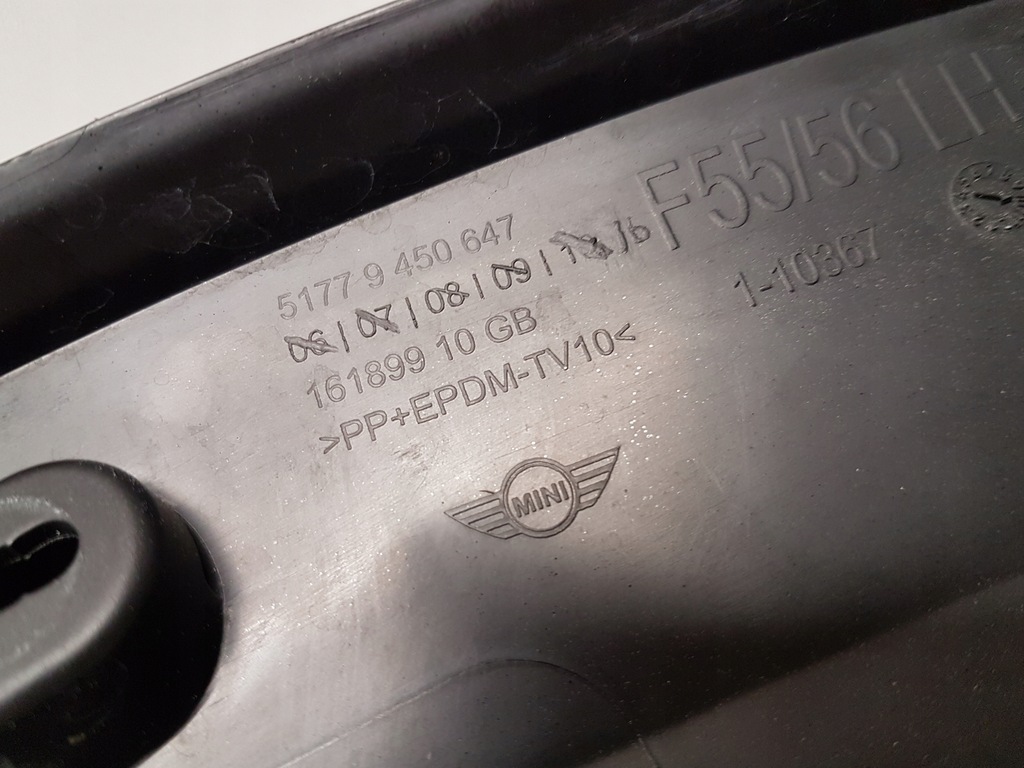 5177 9 450 647
06 | 07 | 08 | 09 |
161899 10 GB
>PP+EPDM-TV10<
F55/56 LH
1-10367
MINI